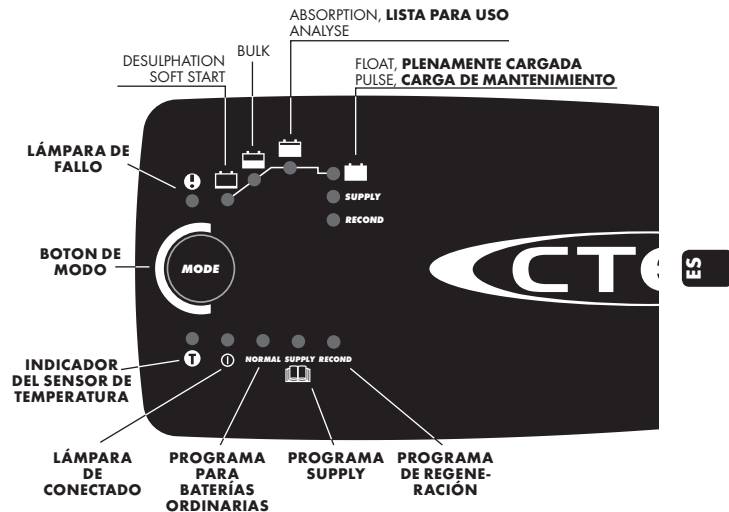 ABSORPTION, LISTA PARA USO
ANALYSE
BULK
DESULPHATION
SOFT START
FLOAT, PLENAMENTE CARGADA
PULSE, CARGA DE MANTENIMIENTO
LÁMPARA DE
FALLO
SUPPLY
RECOND
BOTON DE
MODO
MODE
CTE
ES
INDICADOR
DEL SENSOR DE
TEMPERATURA
T
NORMAL SUPPLY RECOND
LÁMPARA
DE
CONECTADO
PROGRAMA
PARA
BATERÍAS
ORDINARIAS
PROGRAMA
SUPPLY
PROGRAMA
DE REGENE-
RACIÓN